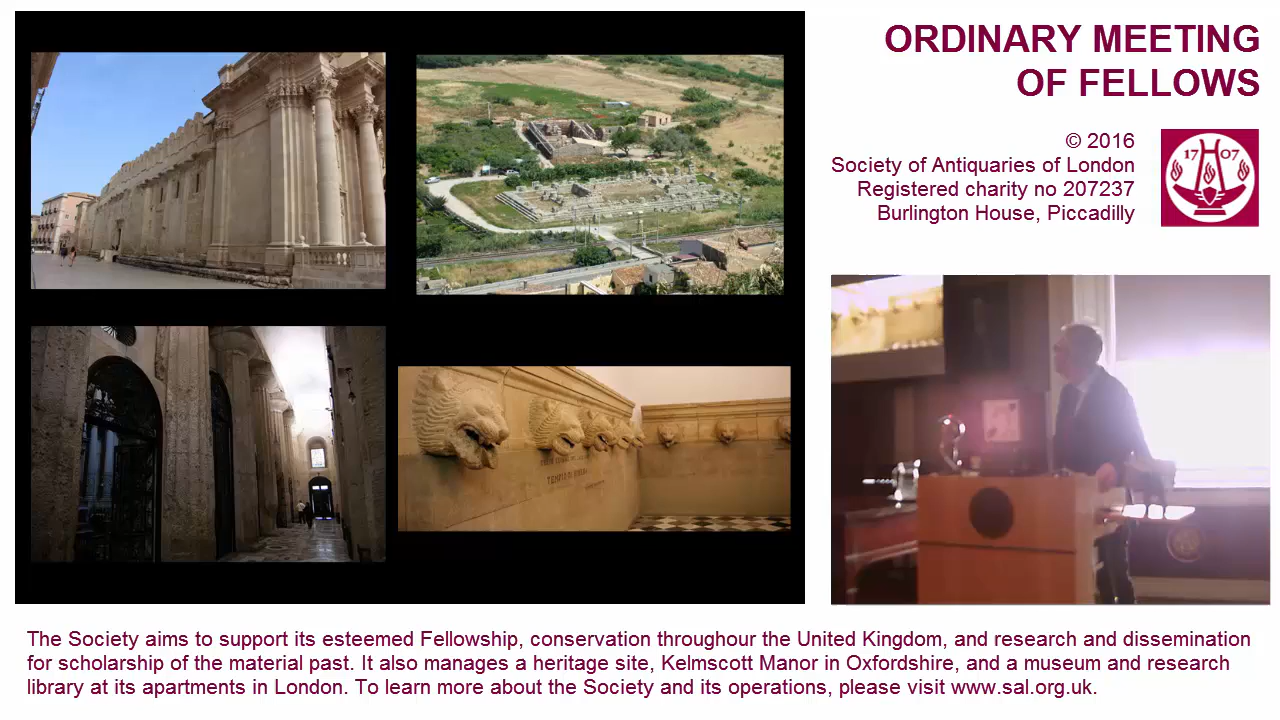 ORDINARY MEETING
OF FELLOWS
© 2016
Society of Antiquaries of London
Registered charity no 207237
Burlington House, Piccadilly
17 07
The Society aims to support its esteemed Fellowship, conservation throughour the United Kingdom, and research and dissemination
for scholarship of the material past. It also manages a heritage site, Kelmscott Manor in Oxfordshire, and a museum and research
library at its apartments in London. To learn more about the Society and its operations, please visit www.sal.org.uk.